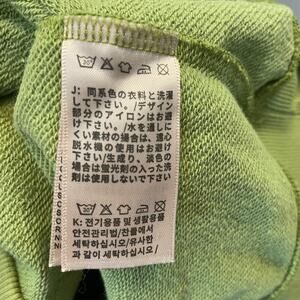 J: 同系色の衣料と洗濯
して下さい。/デザイン
部分のアイロンはお避
け下さい。/水を通しに
くい素材の場合は、遠心
脱水機の使用はお避け
下さい/生成り、淡色の
場合は蛍光剤の入った洗
剤は使用しないで下さい
K: 전기용품 및 생활용품
안전관리법/찬물에서
세탁하십시오/유사한
과 같이 세탁하십시오/